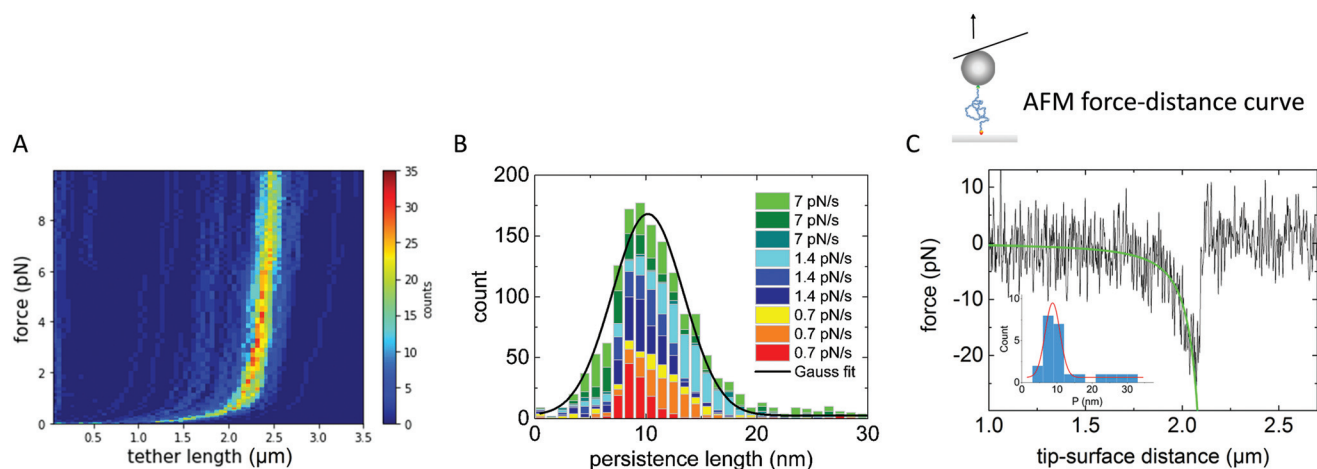 AFM force-distance curve
A
force (pN)
8
6
4
2
0
0.5 1.0 1.5 2.0 2.5 3.0 3.5
tether length (µm)
35
30
25
20
15
10
5
0
counts
B
count
200
150
100
50
0
0 10 20 30
persistence length (nm)
7 pN/s
7 pN/s
7 pN/s
1.4 pN/s
1.4 pN/s
1.4 pN/s
0.7 pN/s
0.7 pN/s
0.7 pN/s
Gauss fit
C
force (pN)
10
0
-10
-20
1.0 1.5 2.0 2.5
tip-surface distance (µm)
Count
10
5
0
0 10 20 30
P (nm)